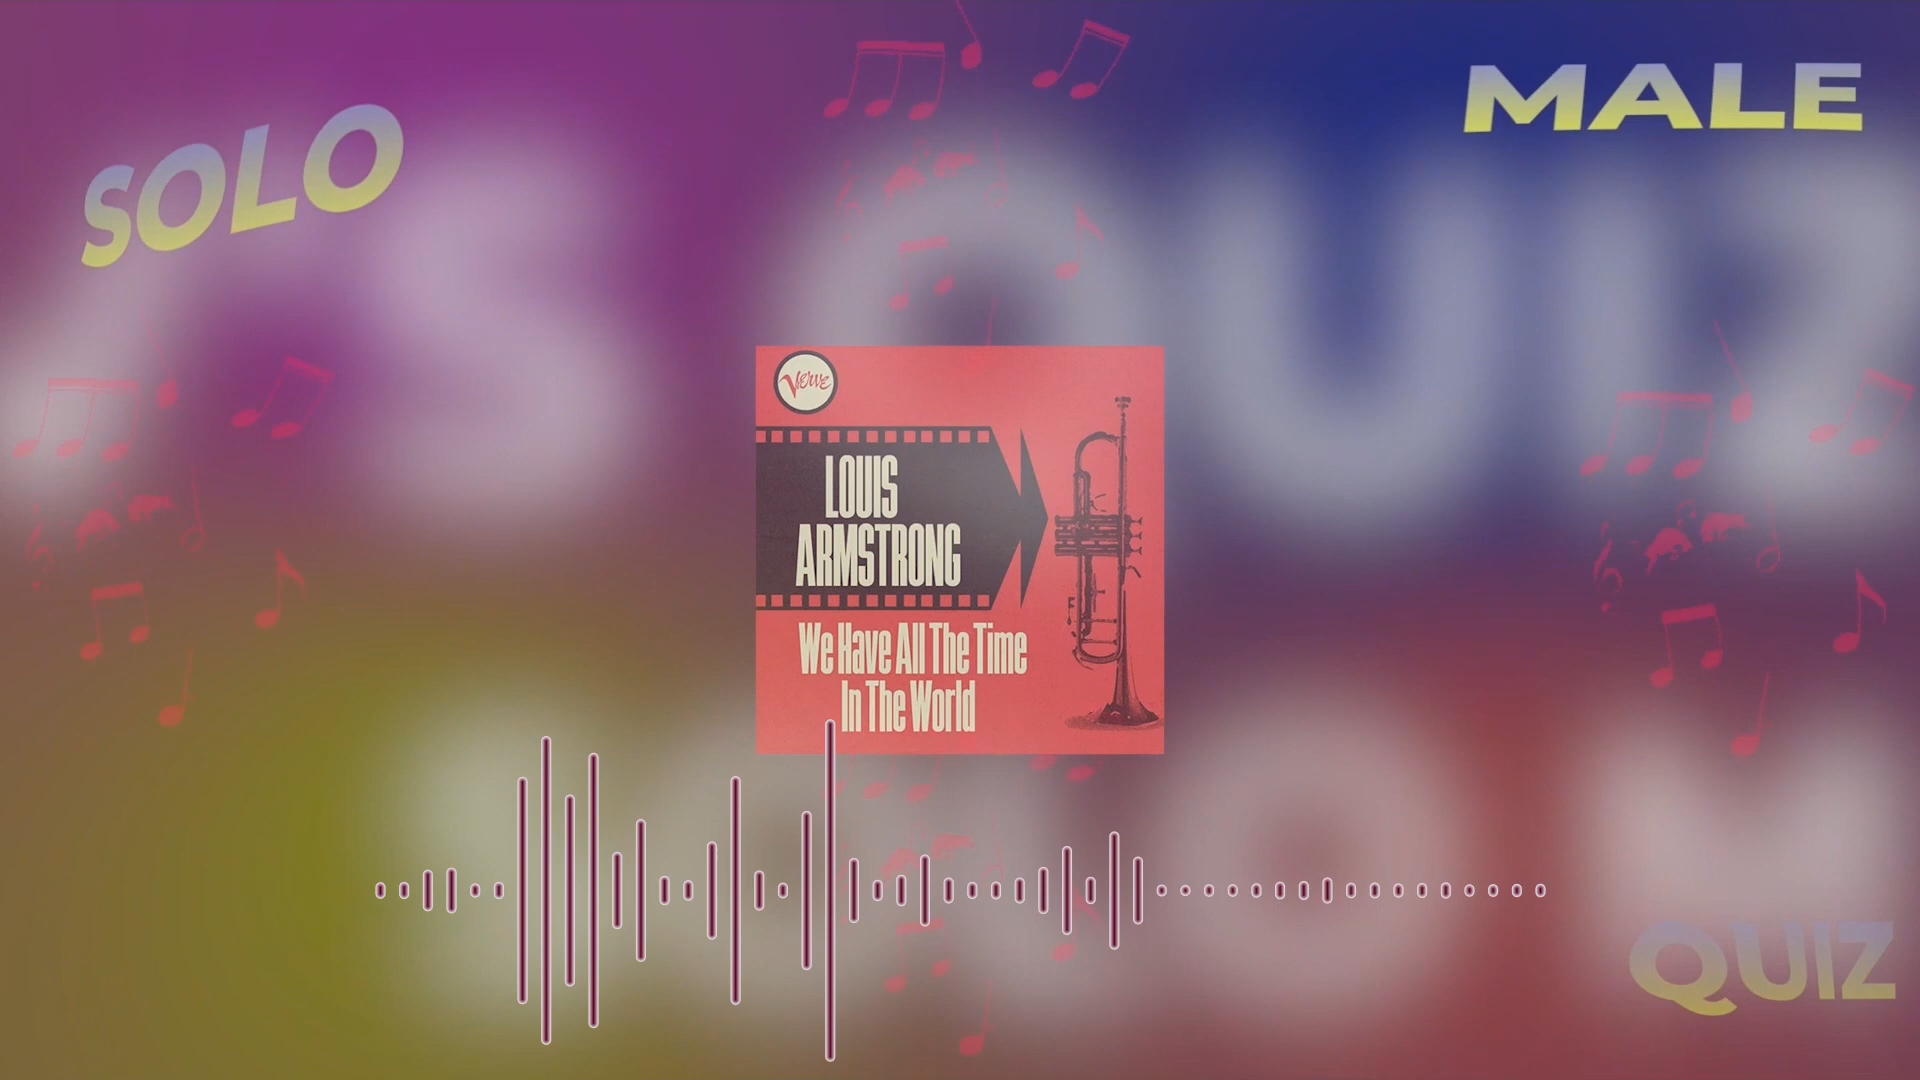 SOLO
MALE
Verve
LOUIS
ARMSTRONG
We Have All The Time
In The World
QUIZ